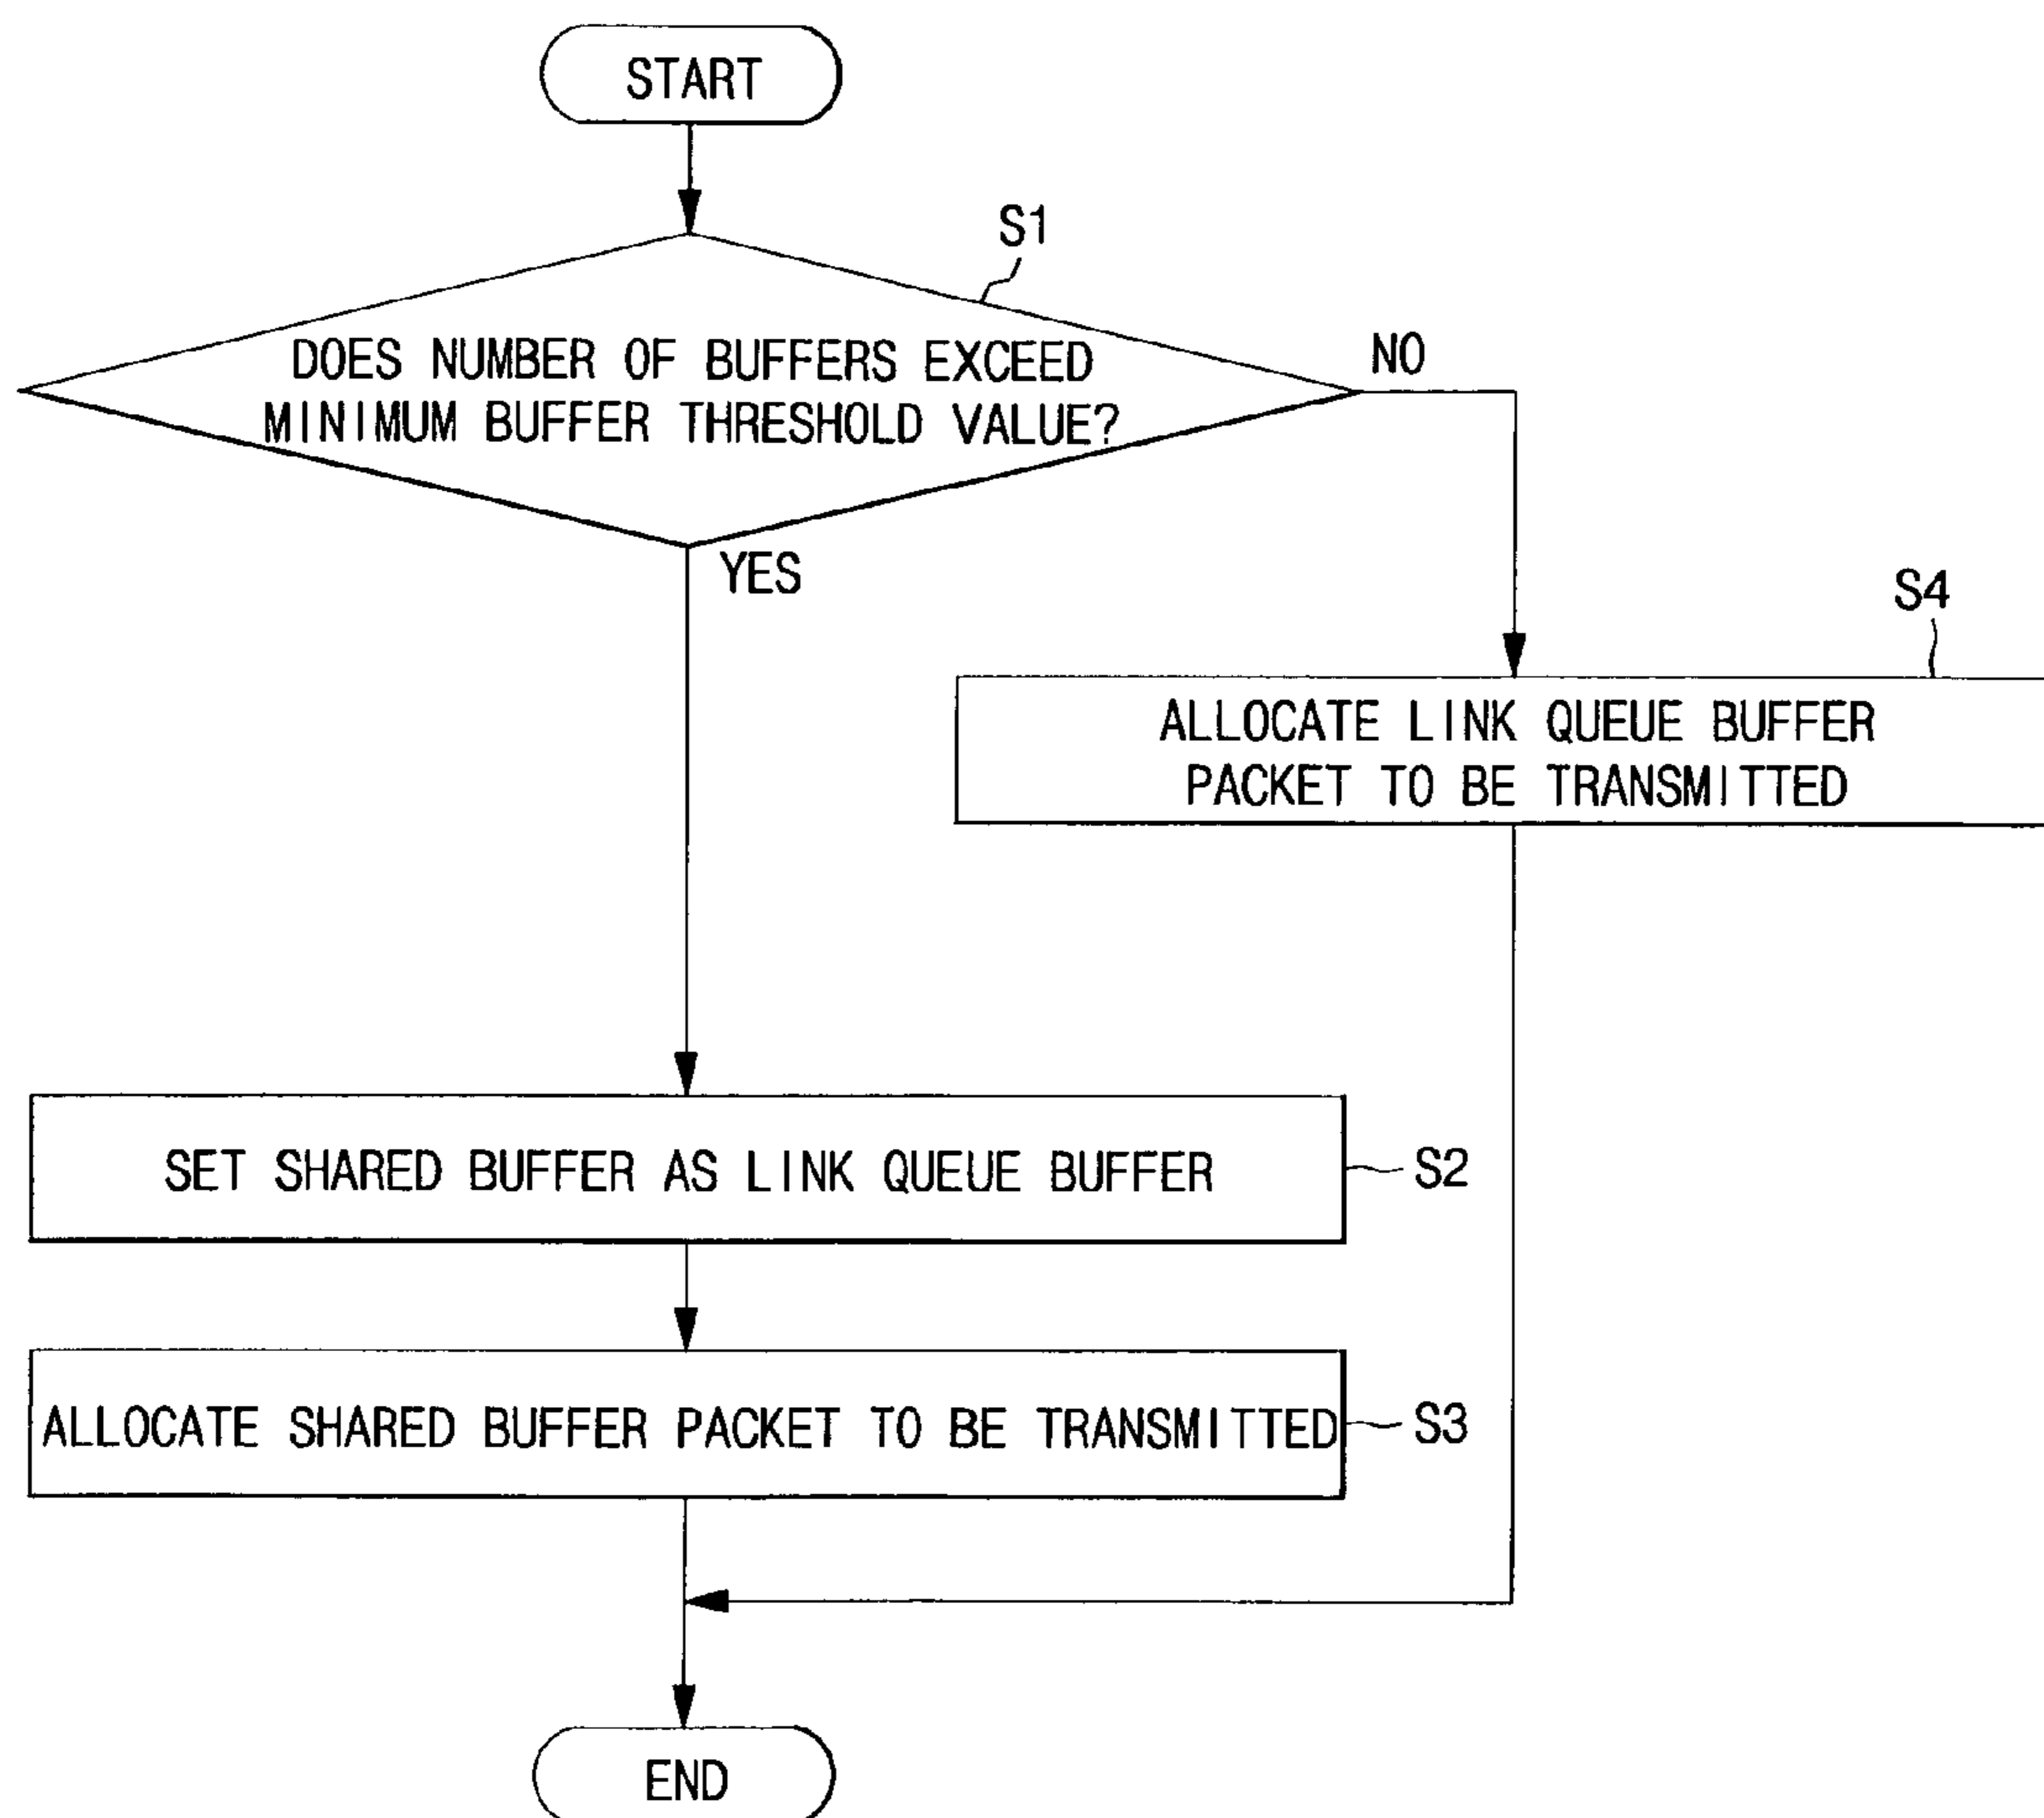 START
S1
DOES NUMBER OF BUFFERS EXCEED
MINIMUM BUFFER THRESHOLD VALUE?
NO
YES
S4
ALLOCATE LINK QUEUE BUFFER
PACKET TO BE TRANSMITTED
SET SHARED BUFFER AS LINK QUEUE BUFFER
S2
ALLOCATE SHARED BUFFER PACKET TO BE TRANSMITTED
S3
END